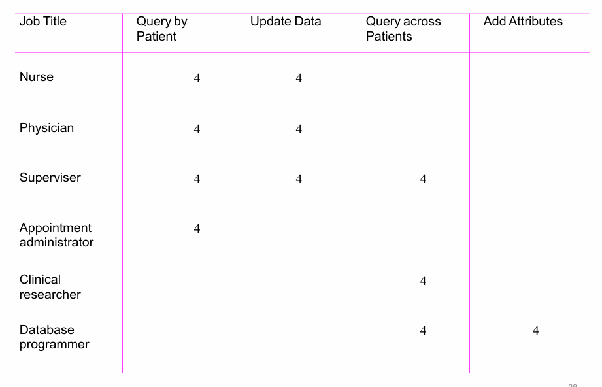 Job Title Query by Patient Update Data Query across Patients Add Attributes
Nurse 4 4
Physician 4 4
Superviser 4 4 4
Appointment administrator 4
Clinical researcher 4
Database programmer 4 4